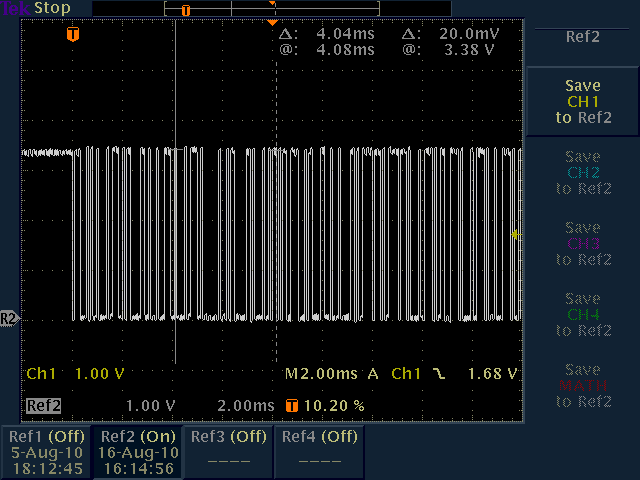 Tek Stop
T
T
Δ: 4.04ms Δ: 20.0mV
@: 4.08ms @: 3.38 V
Ref2
Save
CH1
to Ref2
Save
CH2
to Ref2
Save
CH3
to Ref2
Save
CH4
to Ref2
Save
MATH
to Ref2
R2
Ch1 1.00 V M2.00ms A Ch1 1.68 V
Ref2 1.00 V 2.00ms T 10.20 %
Ref1 (Off) Ref2 (On) Ref3 (Off) Ref4 (Off)
5-Aug-10 16-Aug-10 ---- ----
18:12:45 16:14:56